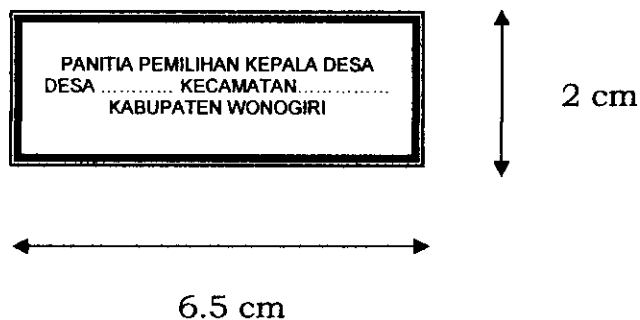 PANITIA PEMILIHAN KEPALA DESA
DESA ............ KECAMATAN...............
KABUPATEN WONOGIRI
2 cm
6.5 cm